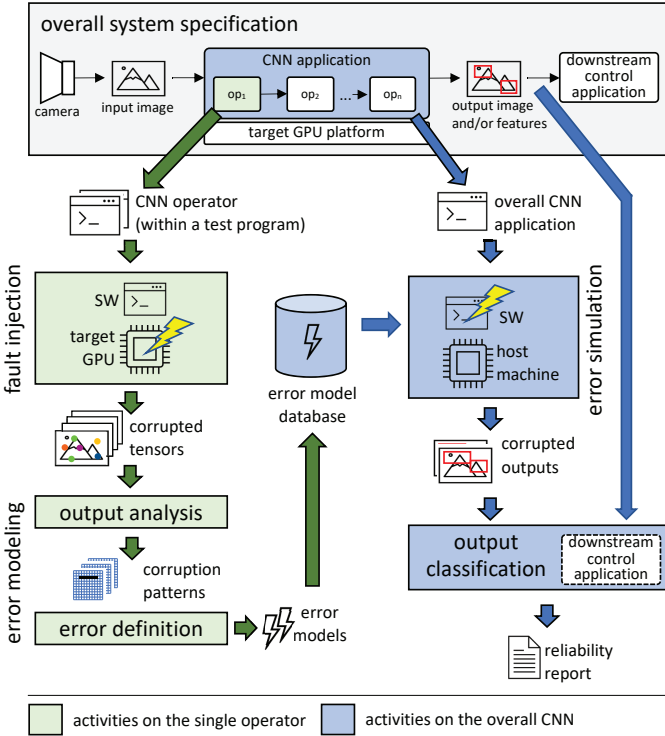 overall system specification
camera
input image
CNN application
op1
op2
...
opn
target GPU platform
output image
and/or features
downstream
control
application
CNN operator
(within a test program)
overall CNN
application
fault injection
SW
target
GPU
error model
database
SW
host
machine
error simulation
corrupted
tensors
corrupted
outputs
error modeling
output analysis
corruption
patterns
error definition
error
models
output
classification
downstream
control
application
reliability
report
activities on the single operator
activities on the overall CNN